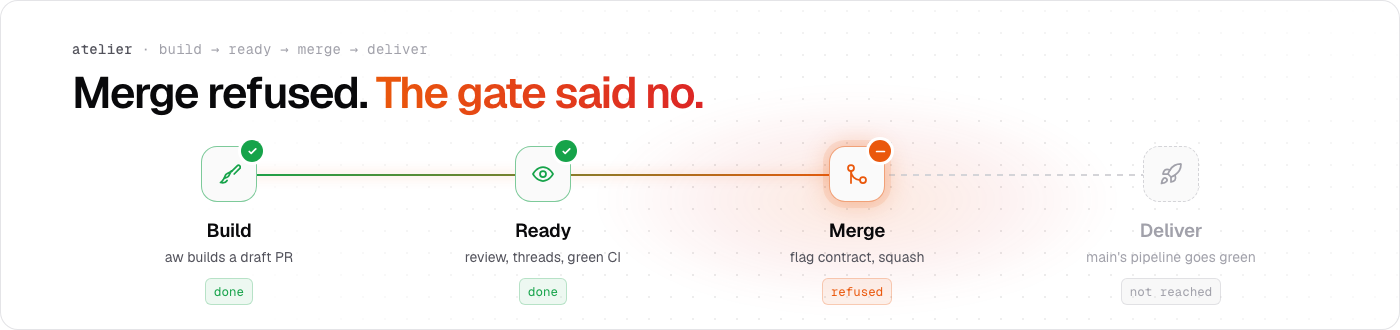 atelier · build → ready → merge → deliver
Merge refused. The gate said no.
Build
Ready
Merge
Deliver
aw builds a draft PR
review, threads, green CI
flag contract, squash
main's pipeline goes green
done
done
refused
not reached